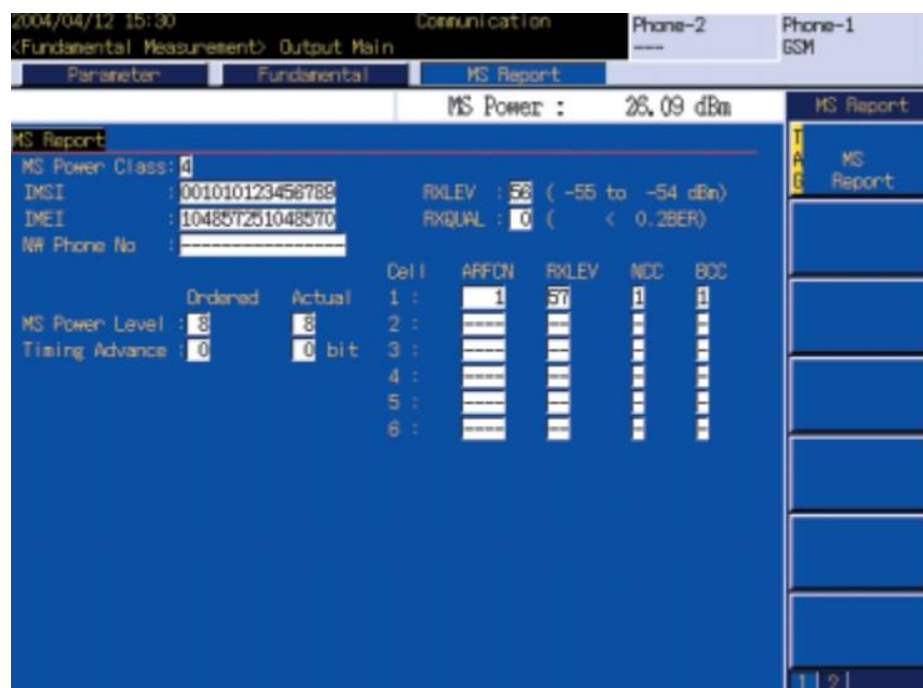 2004/04/12 15:30 Communication Phone-2 Phone-1
<Fundamental Measurement> Output Main ---- GSM
Parameter Fundamental MS Report
MS Power : 26.09 dBm MS Report
MS Report
TAG MS Report
MS Power Class: 4
IMSI : 001010123456789 RXLEV : 56 ( -55 to -54 dBm)
IMEI : 104857251048570 RXQUAL : 0 ( < 0.2BER)
NW Phone No : ---------------
Cell ARFCN RXLEV NCC BCC
Ordered Actual 1 : 1 57 1 1
MS Power Level : 8 8 2 : ---- -- - -
Timing Advance : 0 0 bit 3 : ---- -- - -
4 : ---- -- - -
5 : ---- -- - -
6 : ---- -- - -
1 2